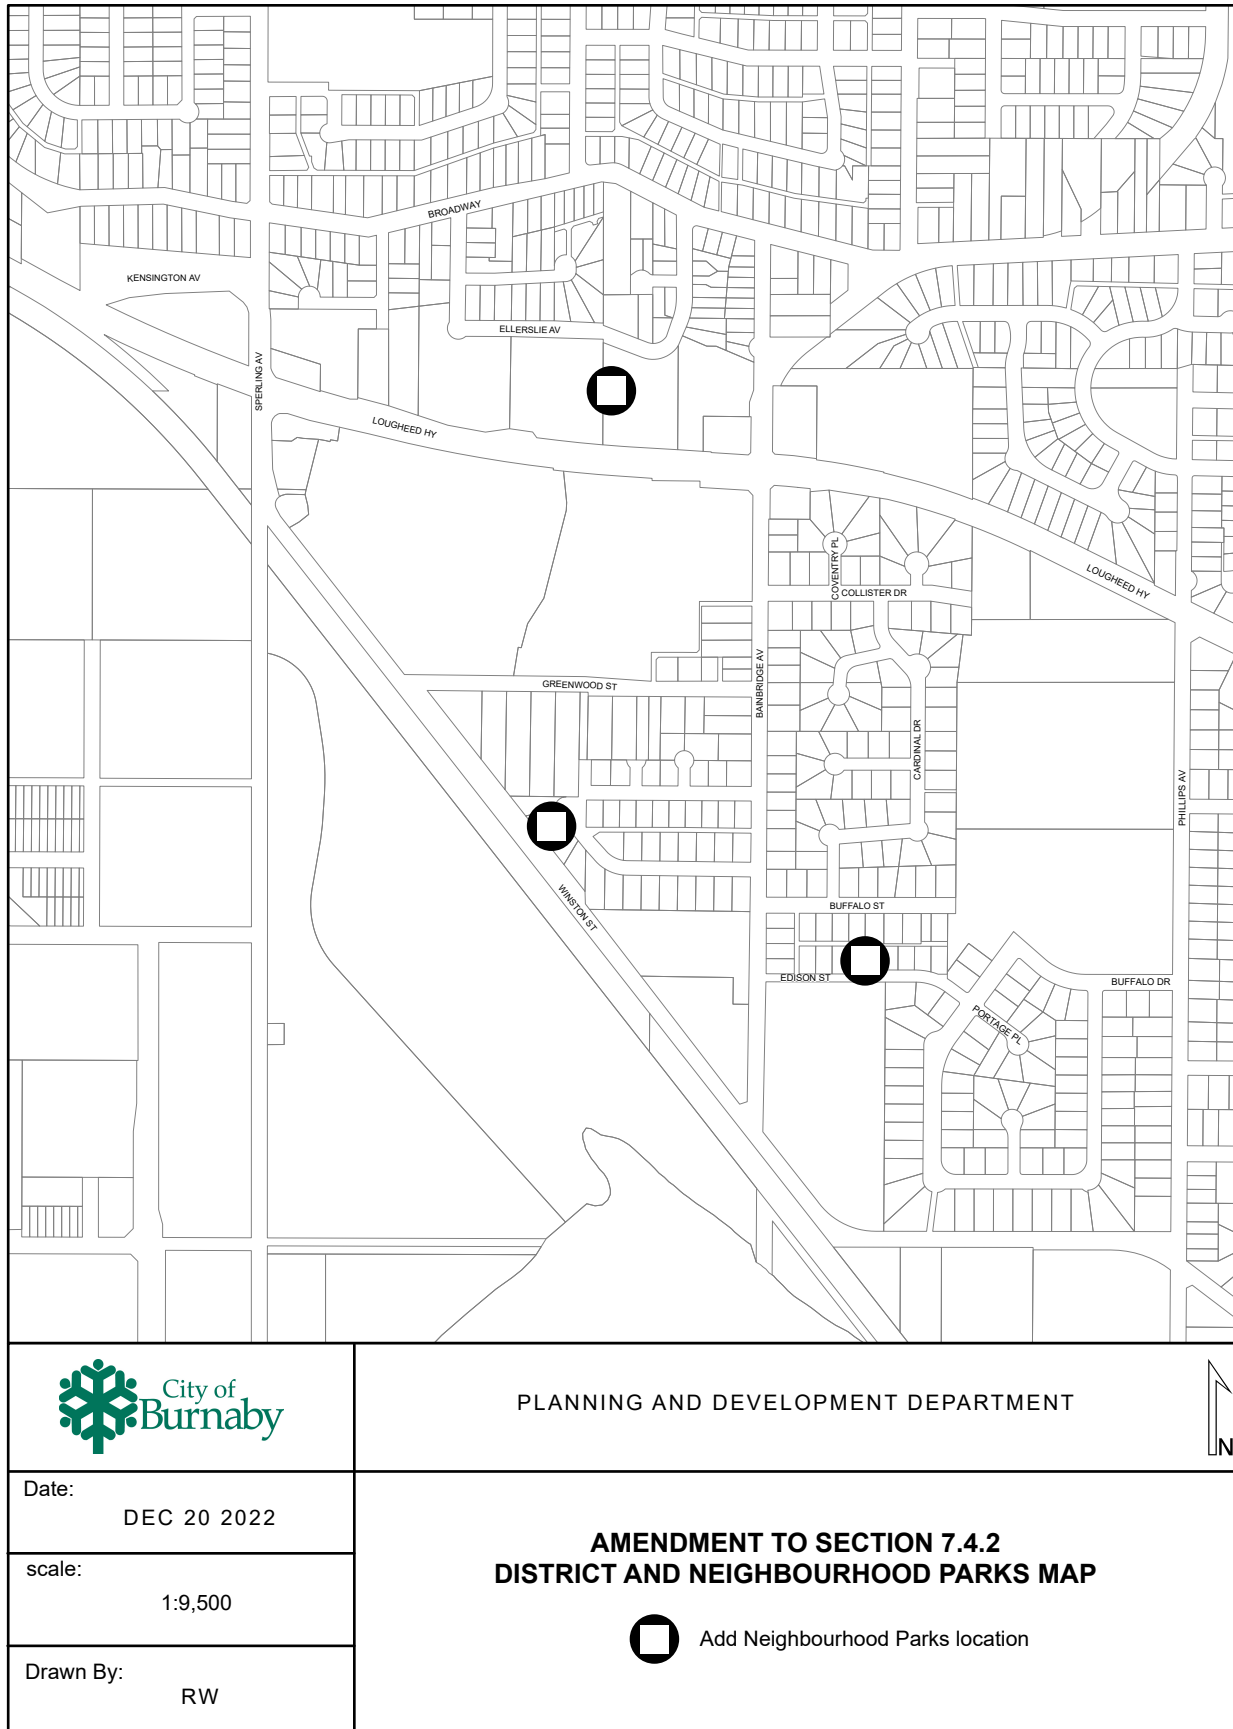 BROADWAY
KENSINGTON AV
ELLERSLIE AV
SPERLING AV
LOUGHEED HY
COVENTRY PL
LOUGHEED HY
COLLISTER DR
BAINBRIDGE AV
GREENWOOD ST
CARDINAL DR
PHILLIPS AV
WINSTON ST
BUFFALO ST
EDISON ST
BUFFALO DR
PORTAGE PL
City of
Burnaby
PLANNING AND DEVELOPMENT DEPARTMENT
N
Date:
DEC 20 2022
scale:
1:9,500
Drawn By:
RW
AMENDMENT TO SECTION 7.4.2
DISTRICT AND NEIGHBOURHOOD PARKS MAP
Add Neighbourhood Parks location